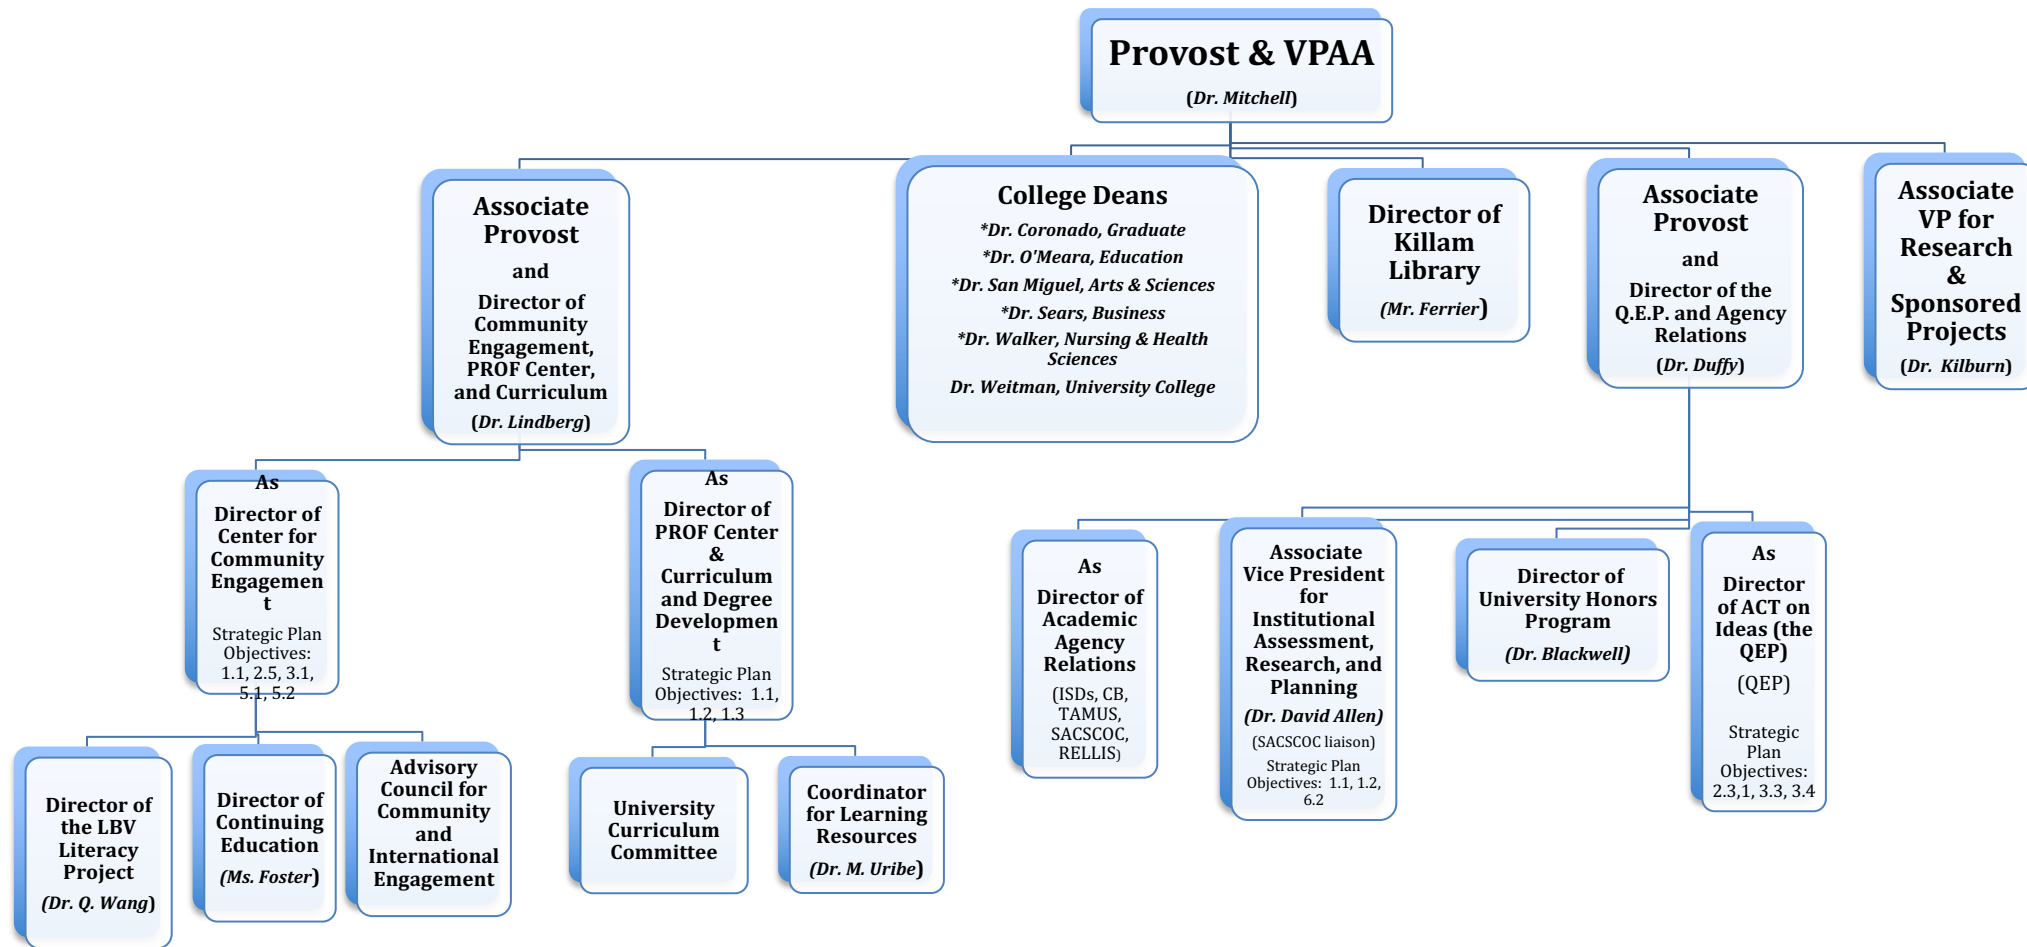 Provost & VPAA
(Dr. Mitchell)
Associate
Provost
and
Director of
Community
Engagement,
PROF Center,
and Curriculum
(Dr. Lindberg)
College Deans
*Dr. Coronado, Graduate
*Dr. O'Meara, Education
*Dr. San Miguel, Arts & Sciences
*Dr. Sears, Business
*Dr. Walker, Nursing & Health
Sciences
Dr. Weitman, University College
Director of
Killam
Library
(Mr. Ferrier)
Associate
Provost
and
Director of the
Q.E.P. and Agency
Relations
(Dr. Duffy)
Associate
VP for
Research
&
Sponsored
Projects
(Dr. Kilburn)
As
Director of
Center for
Community
Engagemen
t
Strategic Plan
Objectives:
1.1, 2.5, 3.1,
5.1, 5.2
As
Director of
PROF Center
&
Curriculum
and Degree
Developmen
t
Strategic Plan
Objectives: 1.1,
1.2, 1.3
As
Director of
Academic
Agency
Relations
(ISDs, CB,
TAMUS,
SACSCOC,
RELLIS)
Associate
Vice President
for
Institutional
Assessment,
Research, and
Planning
(Dr. David Allen)
(SACSCOC liaison)
Strategic Plan
Objectives: 1.1, 1.2,
6.2
Director of
University Honors
Program
(Dr. Blackwell)
As
Director
of ACT on
Ideas (the
QEP)
(QEP)
Strategic
Plan
Objectives:
2.3,1, 3.3, 3.4
Director of
the LBV
Literacy
Project
(Dr. Q. Wang)
Director of
Continuing
Education
(Ms. Foster)
Advisory
Council for
Community
and
International
Engagement
University
Curriculum
Committee
Coordinator
for Learning
Resources
(Dr. M. Uribe)